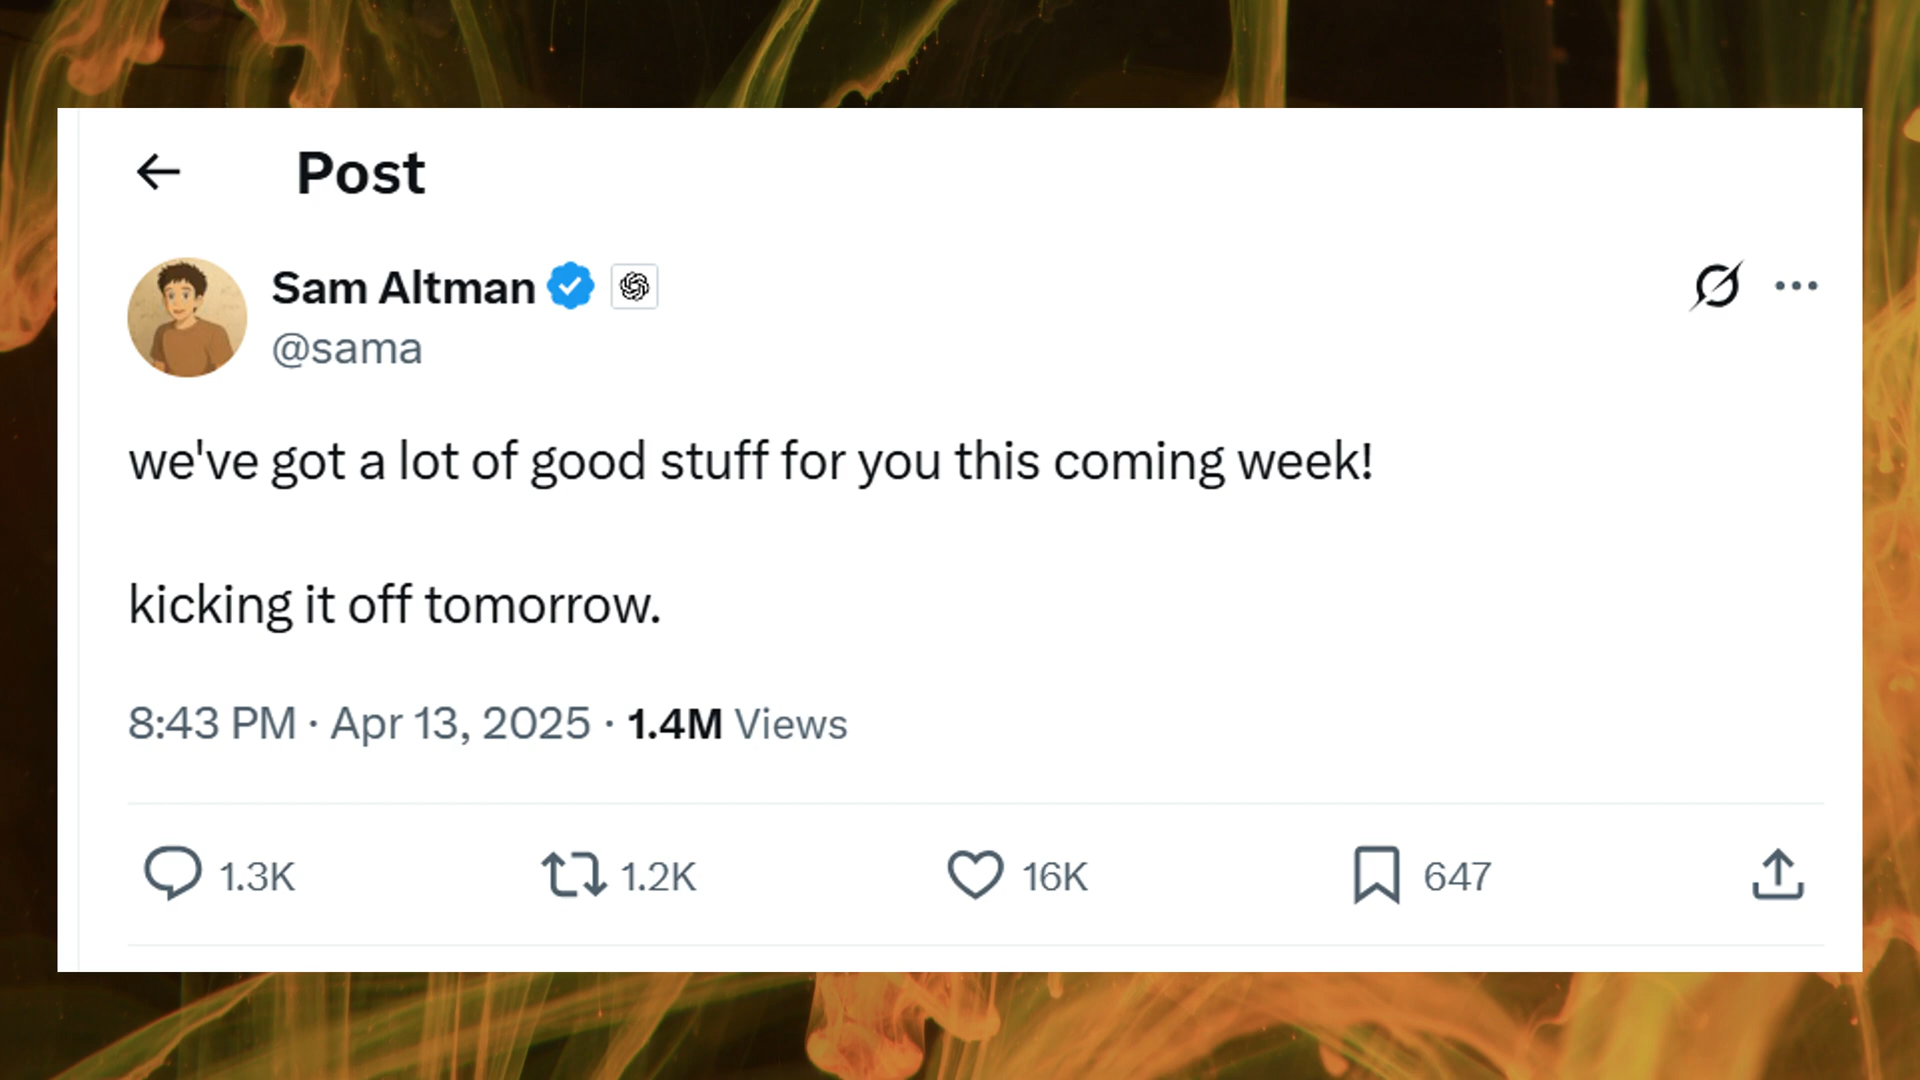 Post
Sam Altman
@sama
we've got a lot of good stuff for you this coming week!
kicking it off tomorrow.
8:43 PM · Apr 13, 2025 · 1.4M Views
1.3K 1.2K 16K 647